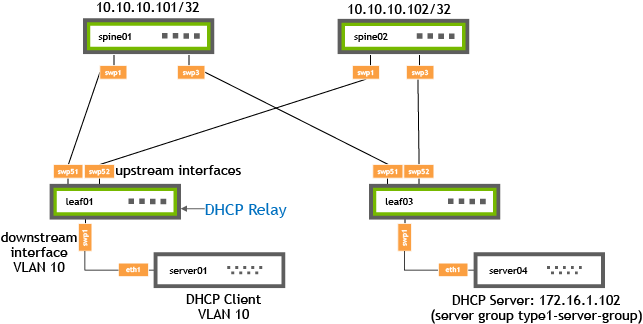 10.10.10.101/32
10.10.10.102/32
spine01
spine02
swp1
swp3
swp1
swp3
swp51
swp52
upstream interfaces
swp51
swp52
leaf01
leaf03
DHCP Relay
downstream
interface
VLAN 10
swp1
swp1
eth1
server01
eth1
server04
DHCP Client
VLAN 10
DHCP Server: 172.16.1.102
(server group type1-server-group)